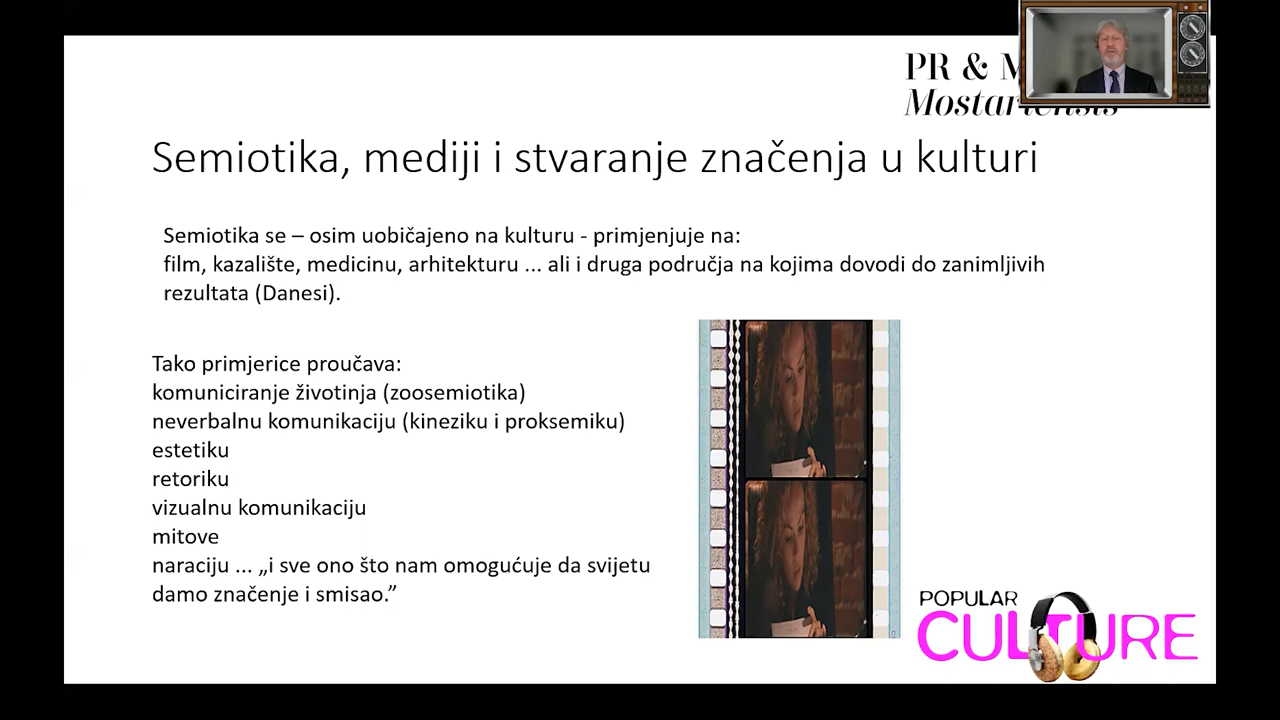 PR & M
Mostariensis
Semiotika, mediji i stvaranje značenja u kulturi
Semiotika se – osim uobičajeno na kulturu - primjenjuje na:
film, kazalište, medicinu, arhitekturu ... ali i druga područja na kojima dovodi do zanimljivih
rezultata (Danesi).
Tako primjerice proučava:
komuniciranje životinja (zoosemiotika)
neverbalnu komunikaciju (kineziku i proksemiku)
estetiku
retoriku
vizualnu komunikaciju
mitove
naraciju ... „i sve ono što nam omogućuje da svijetu
damo značenje i smisao.”
POPULAR
CULTURE